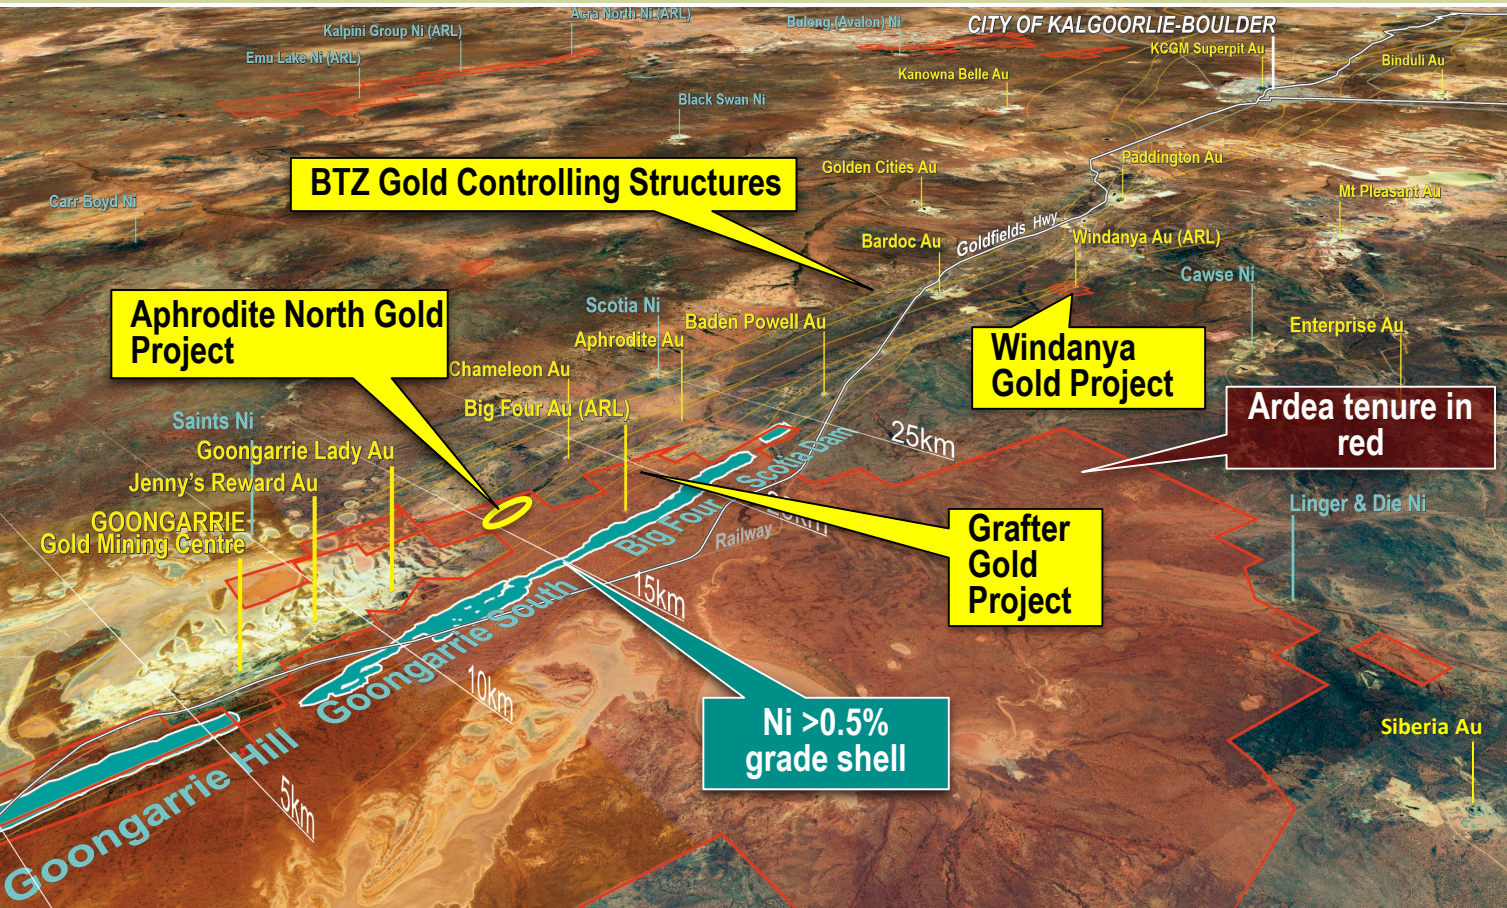 Acra North Ni (ARL)
Kalpini Group Ni (ARL)
Bulong (Avalon) Ni
CITY OF KALGOORLIE-BOULDER
Emu Lake Ni (ARL)
KCGM Superpit Au
Binduli Au
Kanowna Belle Au
Black Swan Ni
BTZ Gold Controlling Structures
Golden Cities Au
Paddington Au
Mt Pleasant Au
Carr Boyd Ni
Goldfields Hwy
Bardoc Au
Windanya Au (ARL)
Cawse Ni
Aphrodite North Gold
Project
Scotia Ni
Baden Powell Au
Aphrodite Au
Enterprise Au
Windanya
Gold Project
Chameleon Au
Big Four Au (ARL)
Ardea tenure in
red
Saints Ni
Goongarrie Lady Au
25km
Scotia Dam
Jenny's Reward Au
Linger & Die Ni
GOONGARRIE
Gold Mining Centre
20km
Big Four
Railway
Grafter
Gold
Project
15km
Goongarrie South
10km
Ni >0.5%
grade shell
Siberia Au
5km
Goongarrie Hill